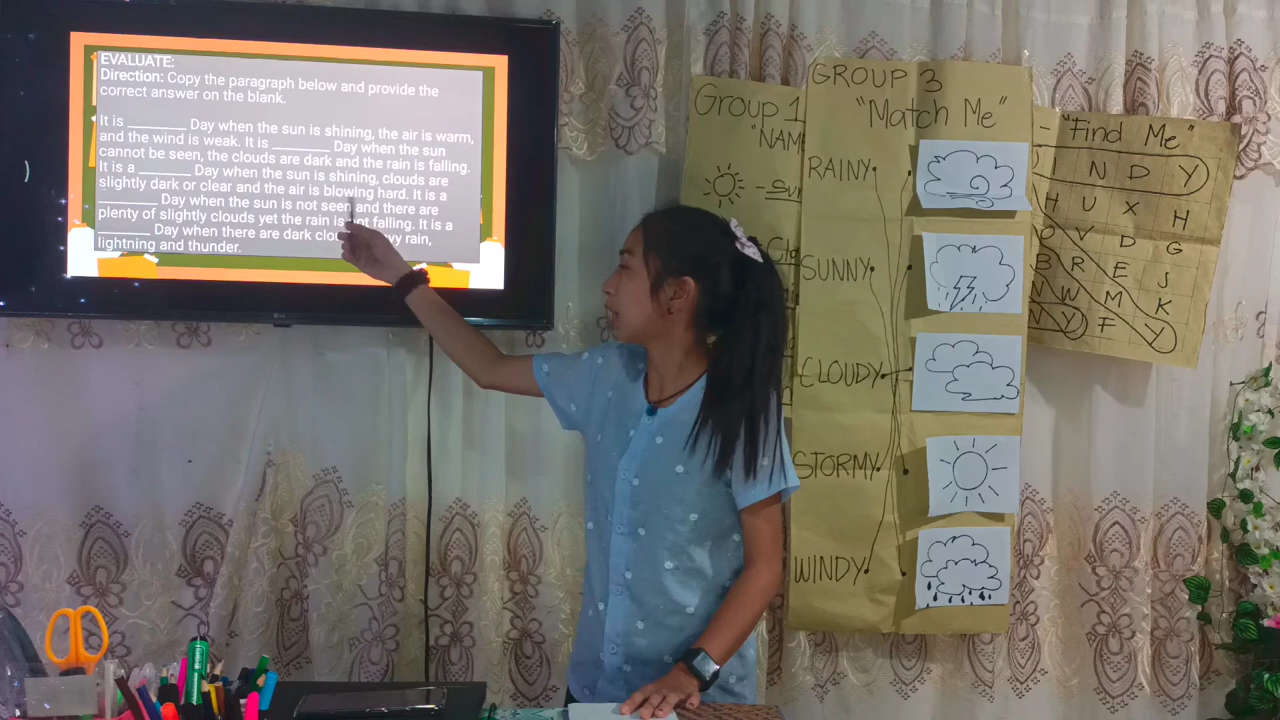 EVALUATE:
Direction: Copy the paragraph below and provide the
correct answer on the blank.
It is ________ Day when the sun is shining, the air is warm,
and the wind is weak. It is ________ Day when the sun
cannot be seen, the clouds are dark and the rain is falling.
It is a _______ Day when the sun is shining, clouds are
slightly dark or clear and the air is blowing hard. It is a
________ Day when the sun is not seen and there are
plenty of slightly clouds yet the rain is not falling. It is a
_______ Day when there are dark heavy rain,
lightning and thunder.
Group 1
GROUP 3
"Match Me"
RAINY
SUNNY
CLOUDY
STORMY
WINDY
"Find Me"
I N D Y
H U X H
O V D G
B R E J
N W M K
N Y F Y
LG